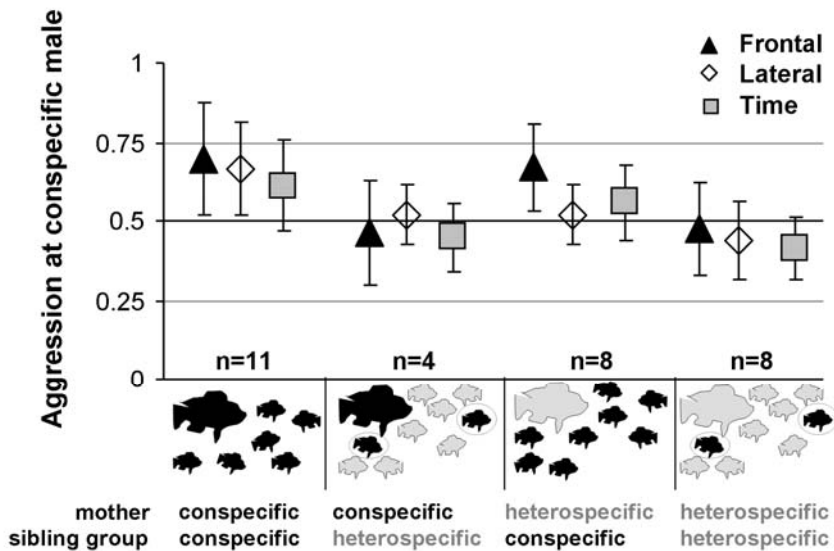 Aggression at conspecific male
1
0.75
0.5
0.25
0
Frontal
Lateral
Time
n=11 n=4 n=8 n=8
mother conspecific conspecific heterospecific heterospecific
sibling group conspecific heterospecific conspecific heterospecific